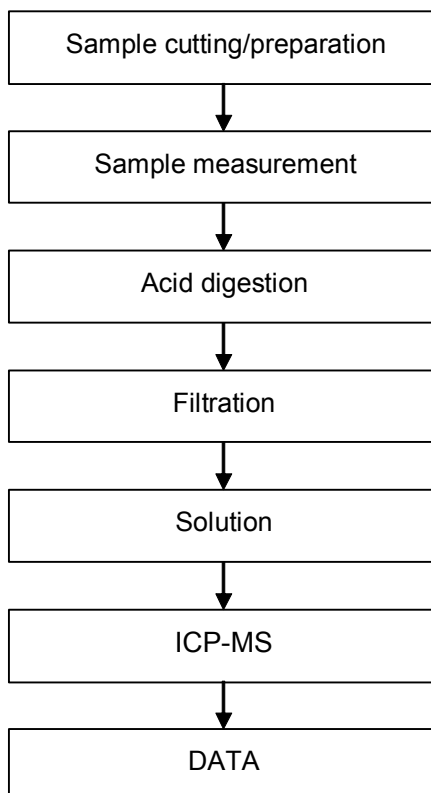 Sample cutting/preparation
Sample measurement
Acid digestion
Filtration
Solution
ICP-MS
DATA